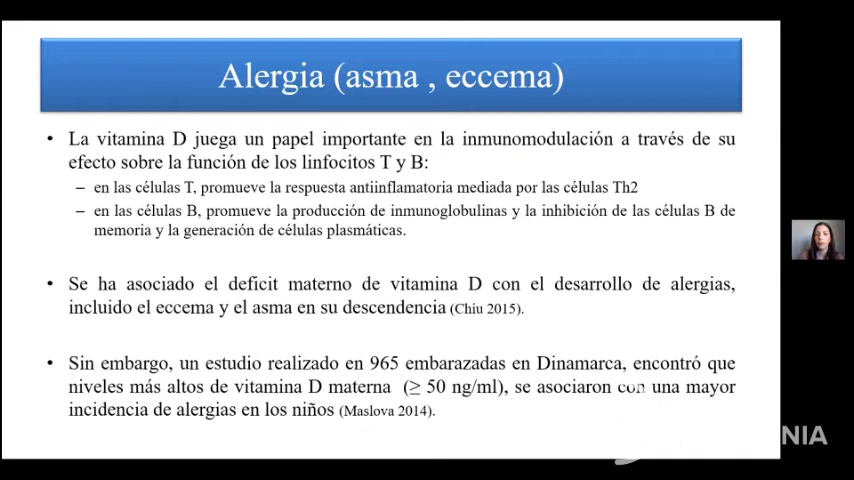 Alergia (asma , eccema)
• La vitamina D juega un papel importante en la inmunomodulación a través de su
efecto sobre la función de los linfocitos T y B:
– en las células T, promueve la respuesta antiinflamatoria mediada por las células Th2
– en las células B, promueve la producción de inmunoglobulinas y la inhibición de las células B de
memoria y la generación de células plasmáticas.
• Se ha asociado el deficit materno de vitamina D con el desarrollo de alergias,
incluido el eccema y el asma en su descendencia (Chiu 2015).
• Sin embargo, un estudio realizado en 965 embarazadas en Dinamarca, encontró que
niveles más altos de vitamina D materna (≥ 50 ng/ml), se asociaron con una mayor
incidencia de alergias en los niños (Maslova 2014).